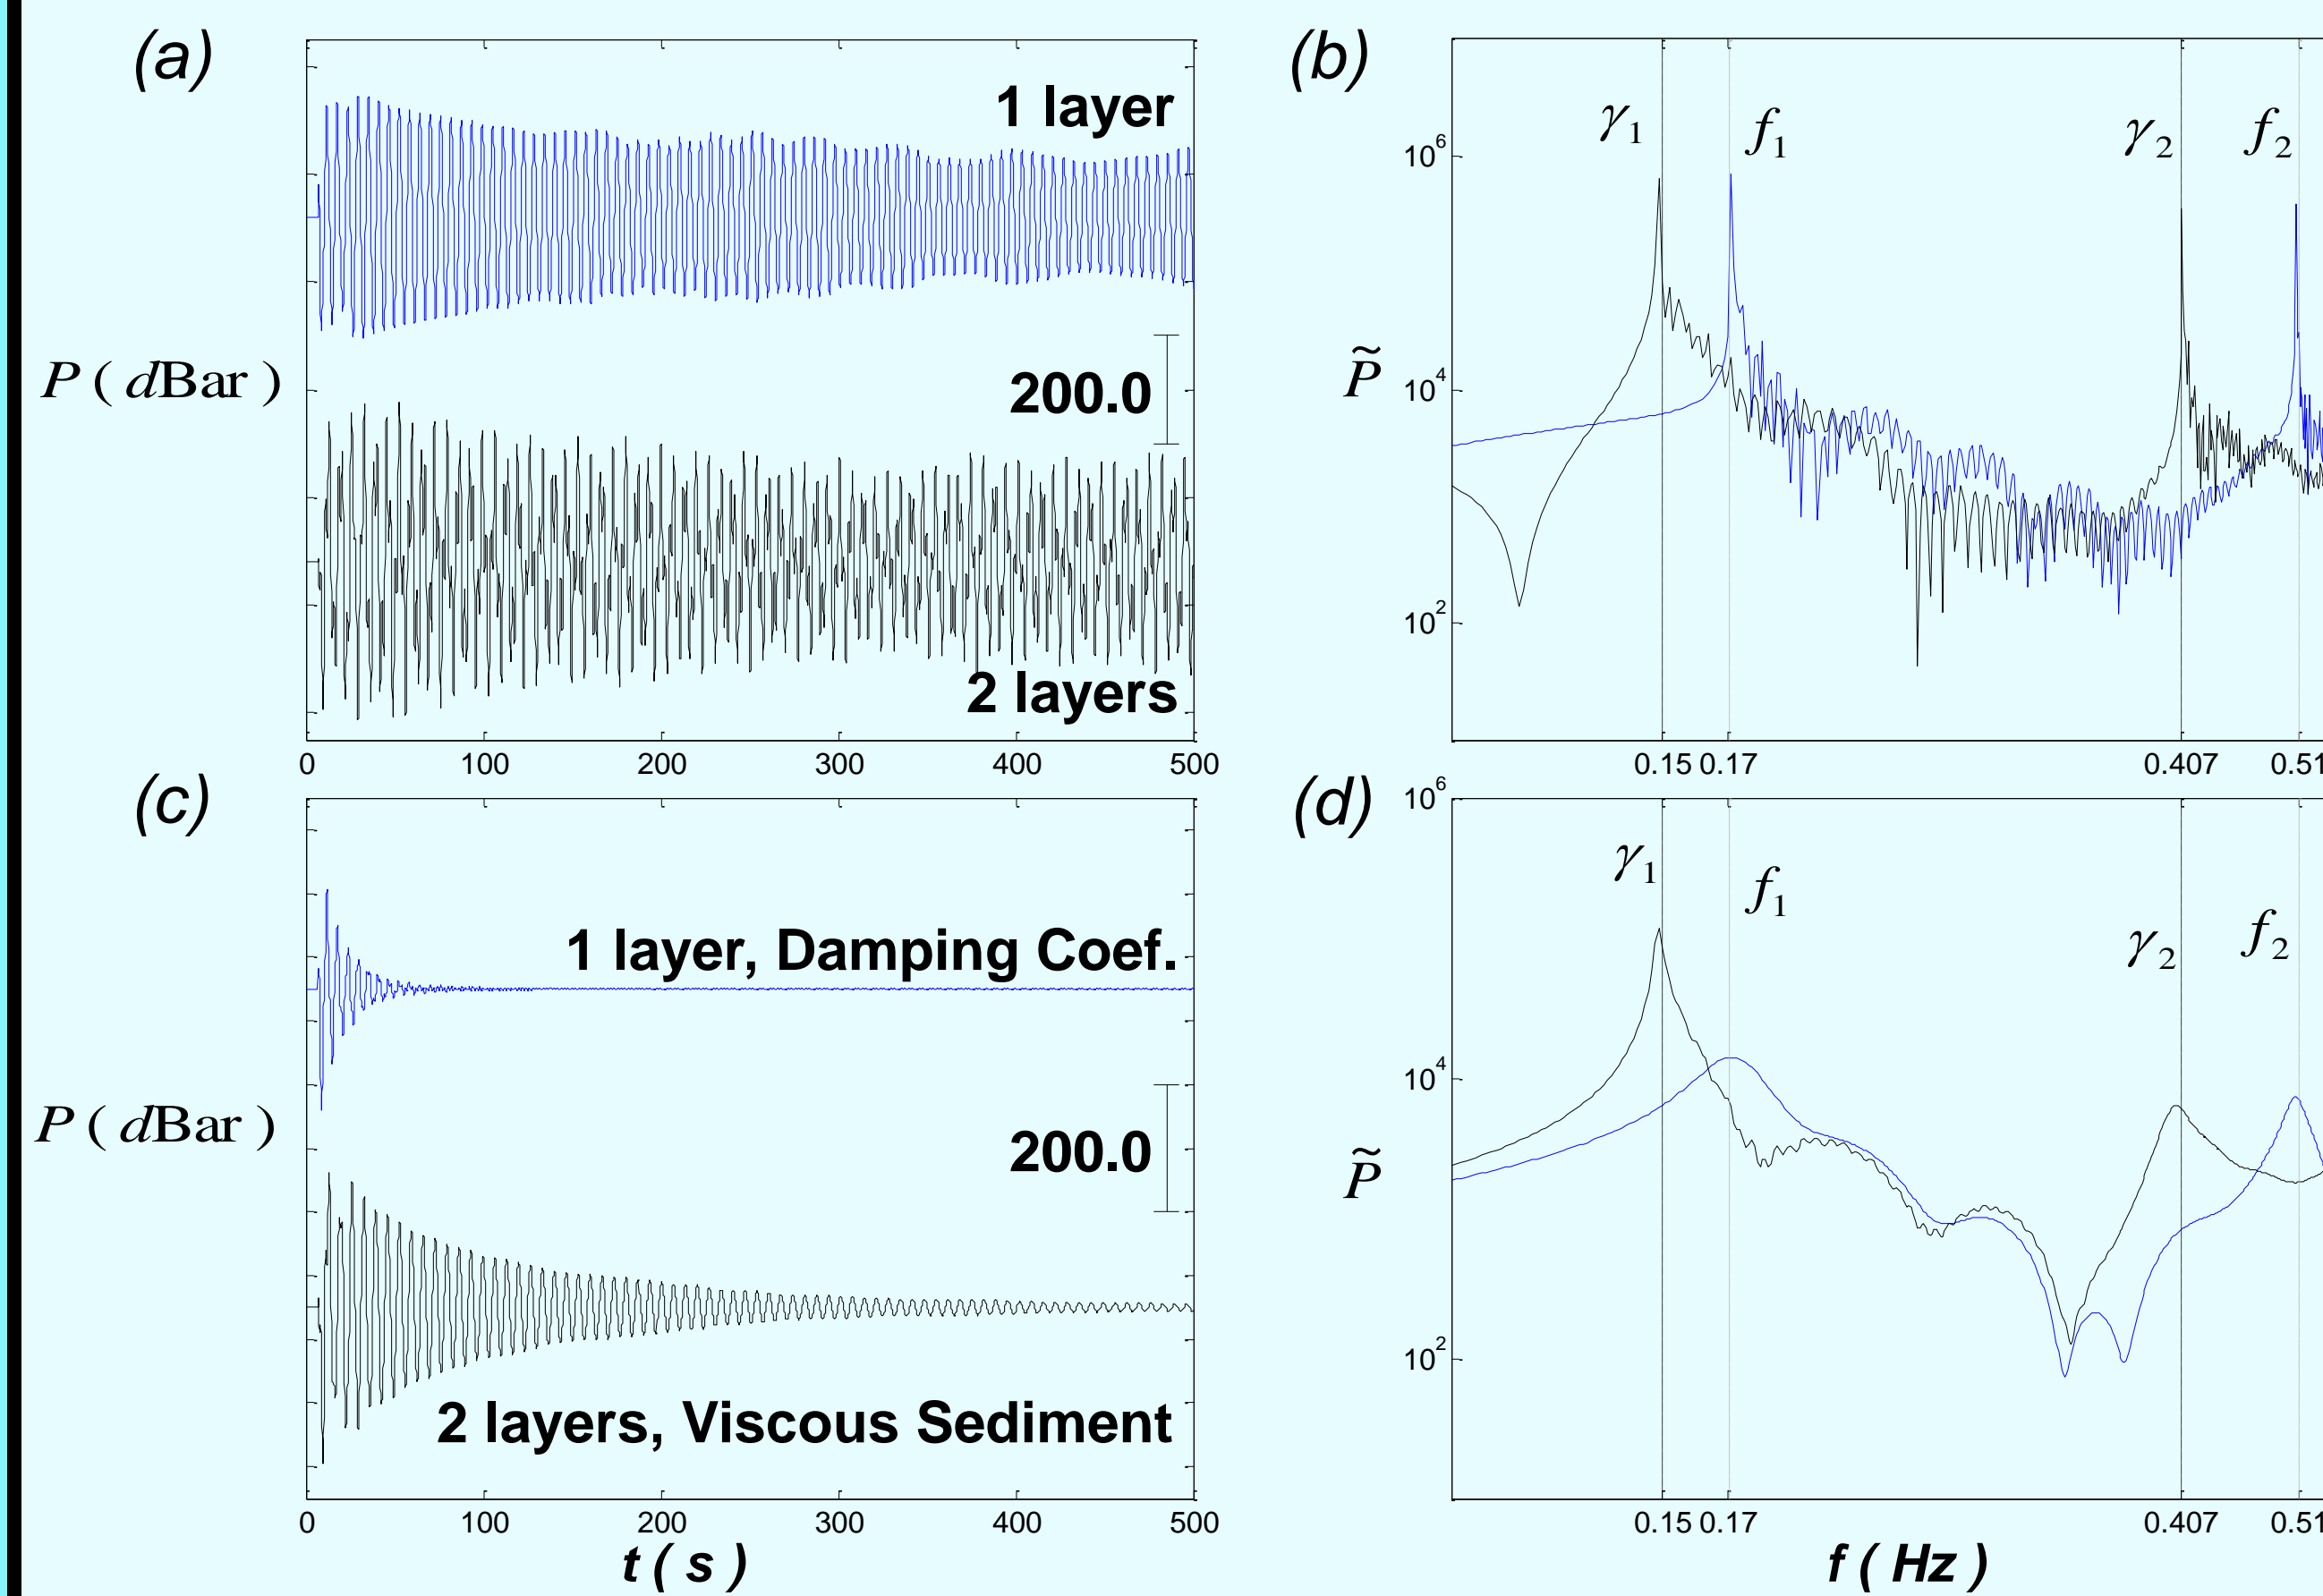 (a)
1 layer
P ( dBar )
200.0
2 layers
0 100 200 300 400 500
(b)
γ1 f1 γ2 f2
10^6
P̃
10^4
10^2
0.15 0.17 0.407 0.51
(c)
1 layer, Damping Coef.
P ( dBar )
200.0
2 layers, Viscous Sediment
0 100 200 300 400 500
t ( s )
(d)
10^6
γ1 f1 γ2 f2
10^4
P̃
10^2
0.15 0.17 0.407 0.51
f ( Hz )